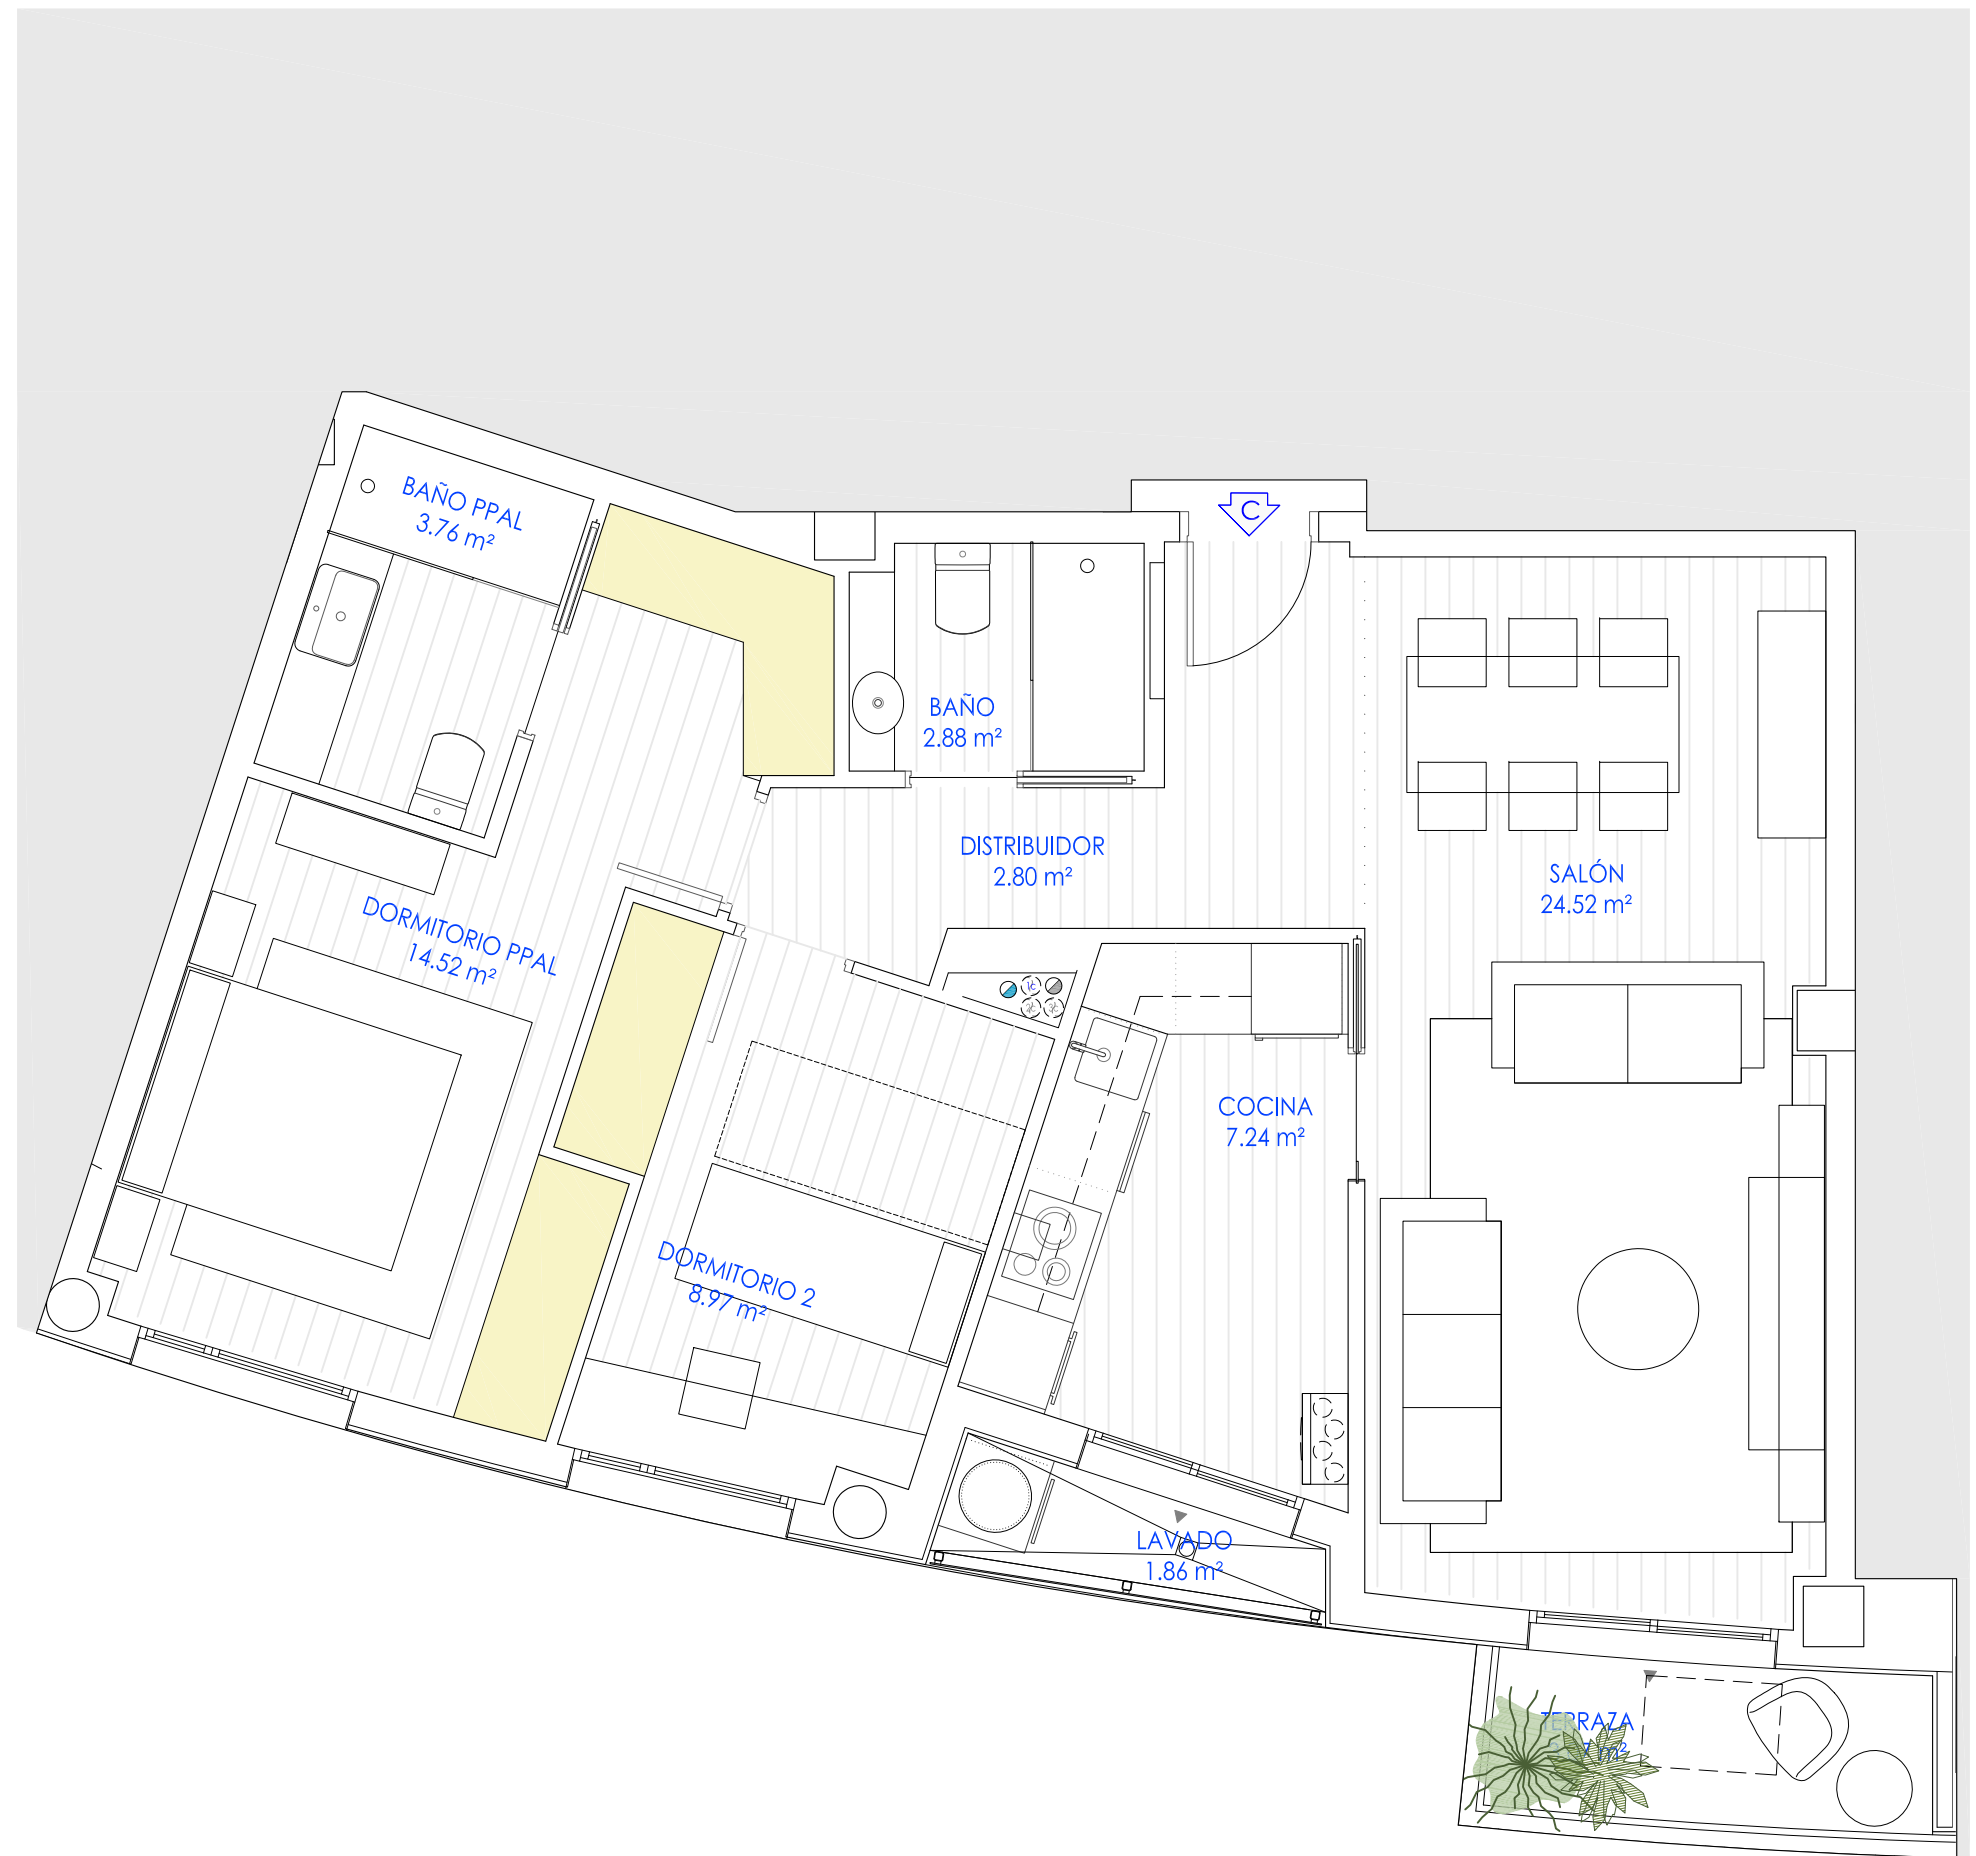 C
BAÑO PPAL
3.76 m²
BAÑO
2.88 m²
DISTRIBUIDOR
2.80 m²
SALÓN
24.52 m²
DORMITORIO PPAL
14.52 m²
COCINA
7.24 m²
DORMITORIO 2
8.97 m²
LAVADO
1.86 m²
TERRAZA
m²